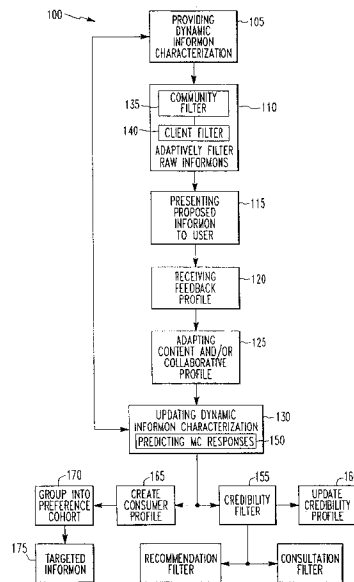 100
PROVIDING
DYNAMIC
INFORMON
CHARACTERIZATION
105
COMMUNITY
FILTER
135
110
140
CLIENT FILTER
ADAPTIVELY FILTER
RAW INFORMONS
PRESENTING
PROPOSED
INFORMON
TO USER
115
RECEIVING
FEEDBACK
PROFILE
120
ADAPTING
CONTENT AND/OR
COLLABORATIVE
PROFILE
125
UPDATING DYNAMIC
INFORMON CHARACTERIZATION
130
PREDICTING MC RESPONSES
150
170
165
155
GROUP INTO
PREFERENCE
COHORT
CREATE
CONSUMER
PROFILE
CREDIBILITY
FILTER
UPDATE
CREDIBILITY
PROFILE
175
TARGETED
INFORMON
RECOMMENDATION
FILTER
CONSULTATION
FILTER